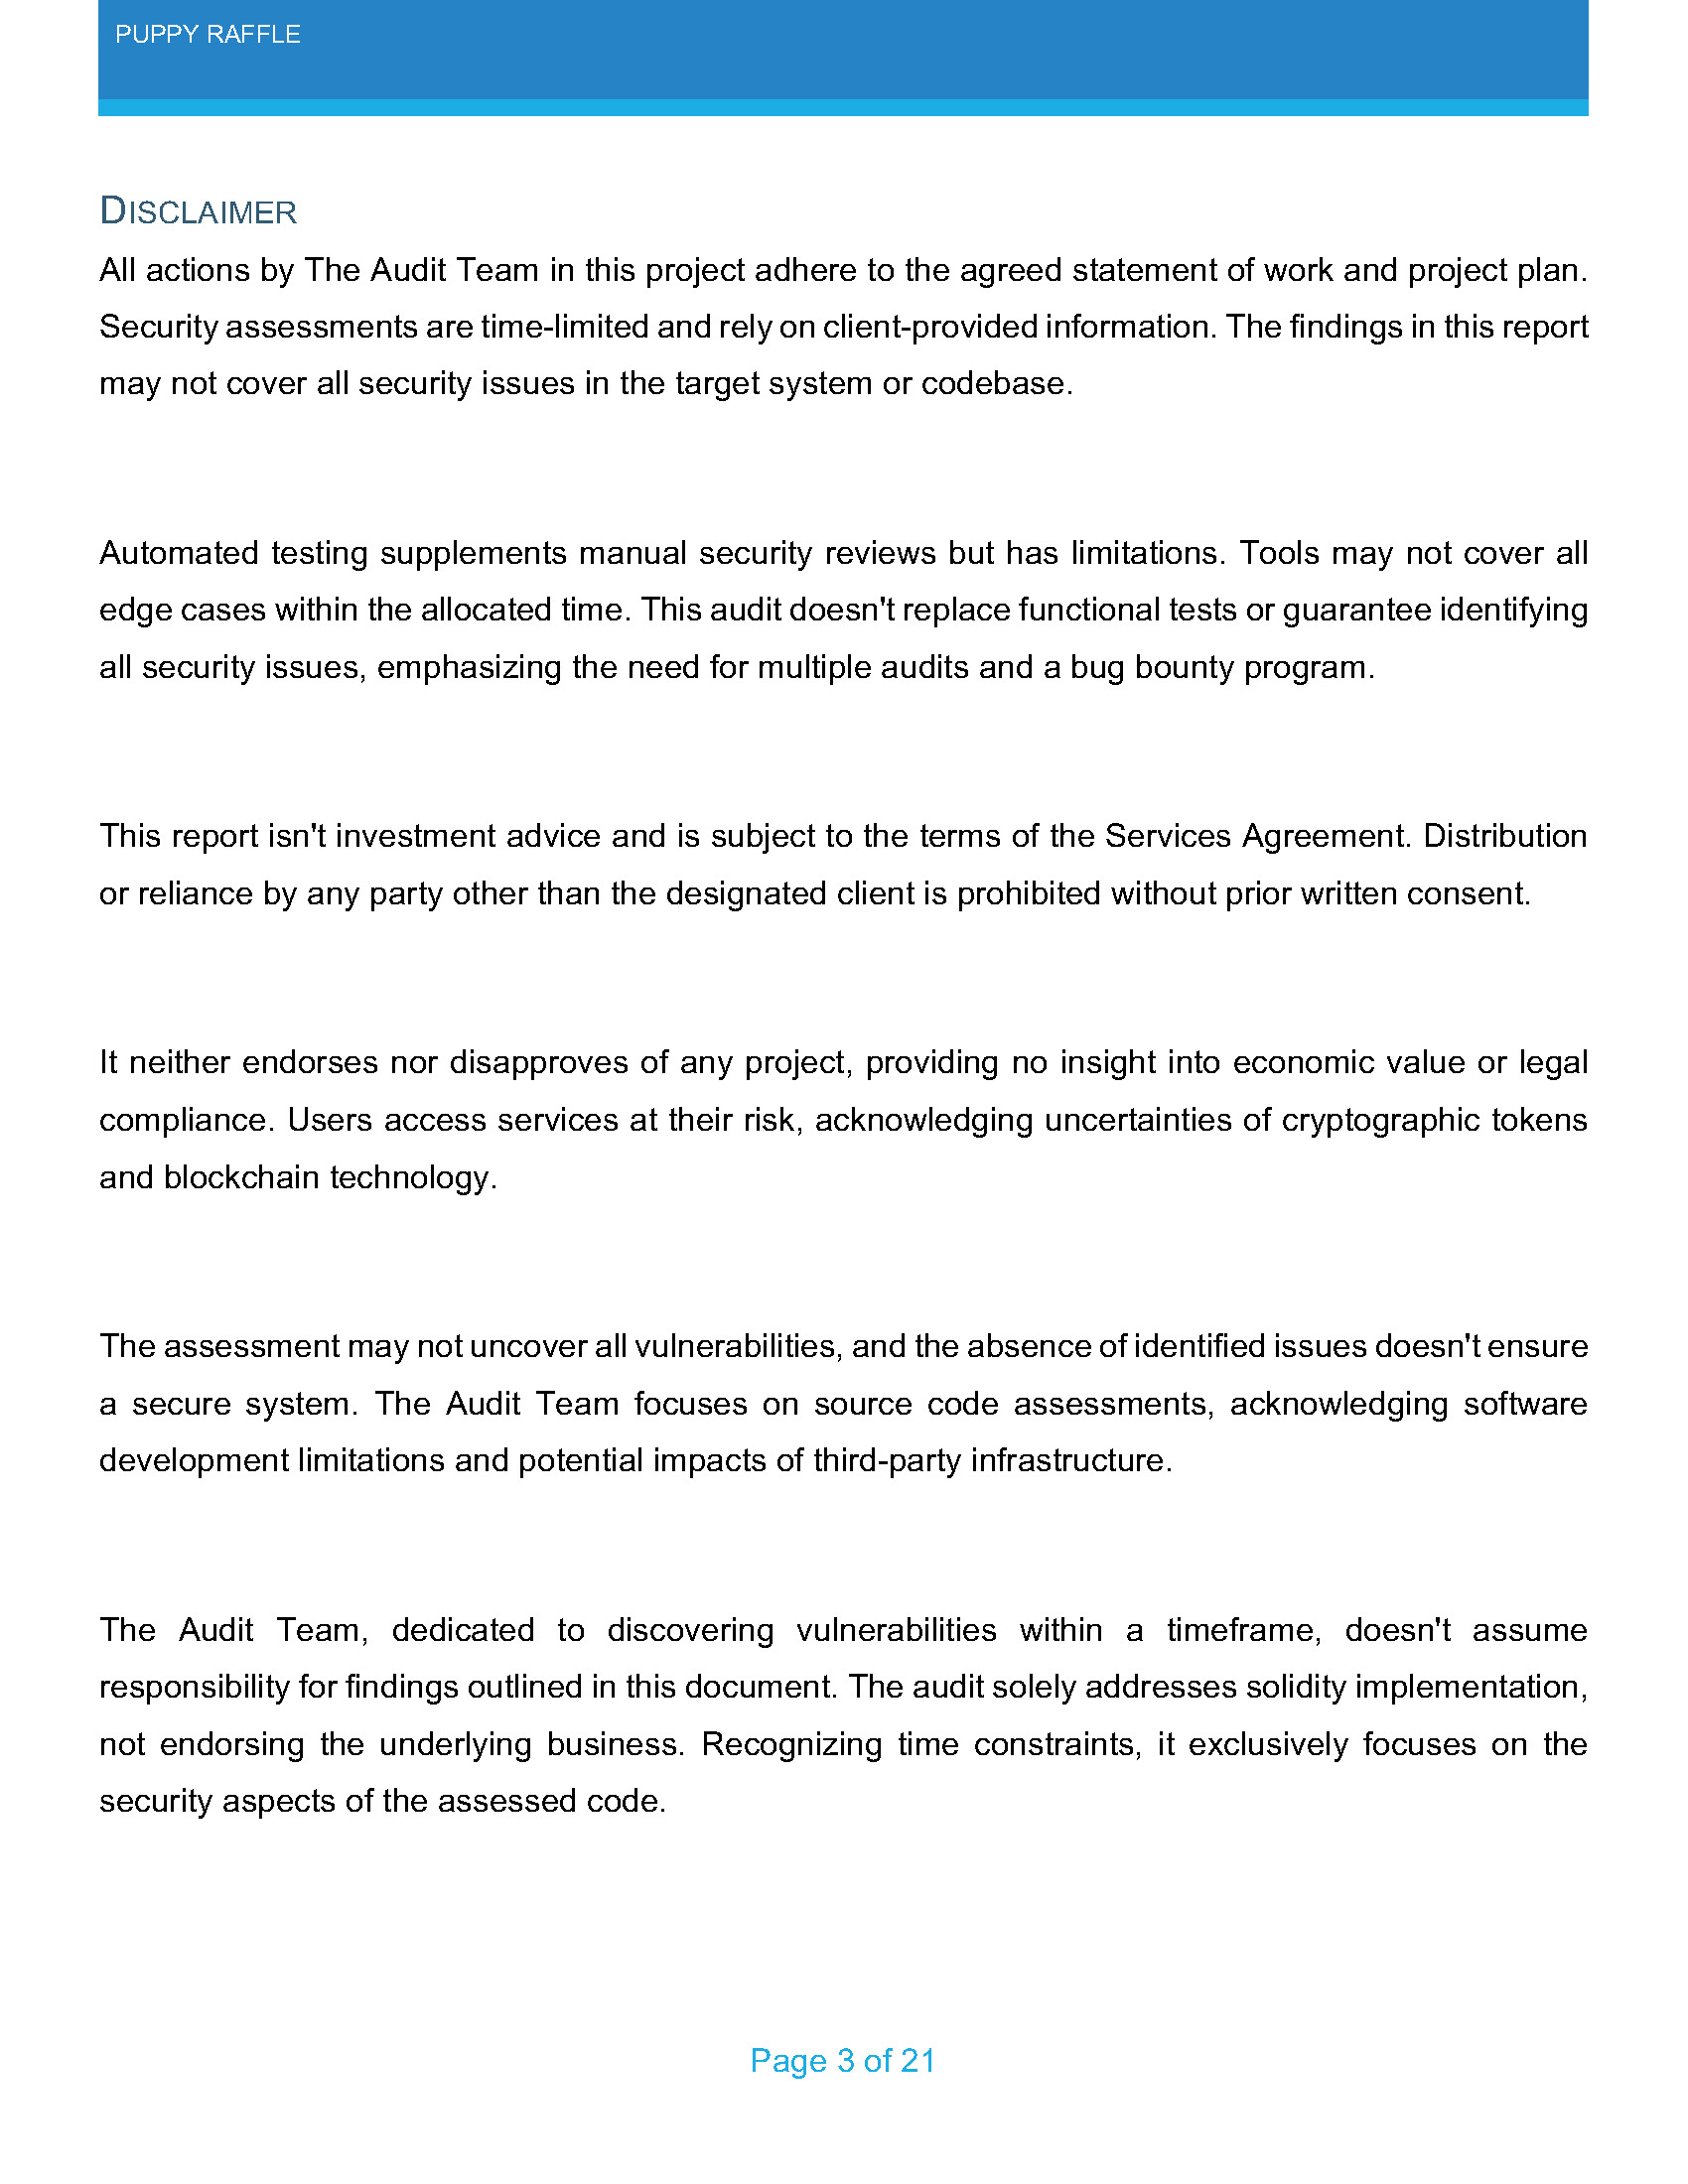 PUPPY RAFFLE
DISCLAIMER
All actions by The Audit Team in this project adhere to the agreed statement of work and project plan.
Security assessments are time-limited and rely on client-provided information. The findings in this report
may not cover all security issues in the target system or codebase.
Automated testing supplements manual security reviews but has limitations. Tools may not cover all
edge cases within the allocated time. This audit doesn't replace functional tests or guarantee identifying
all security issues, emphasizing the need for multiple audits and a bug bounty program.
This report isn't investment advice and is subject to the terms of the Services Agreement. Distribution
or reliance by any party other than the designated client is prohibited without prior written consent.
It neither endorses nor disapproves of any project, providing no insight into economic value or legal
compliance. Users access services at their risk, acknowledging uncertainties of cryptographic tokens
and blockchain technology.
The assessment may not uncover all vulnerabilities, and the absence of identified issues doesn't ensure
a secure system. The Audit Team focuses on source code assessments, acknowledging software
development limitations and potential impacts of third-party infrastructure.
The Audit Team, dedicated to discovering vulnerabilities within a timeframe, doesn't assume
responsibility for findings outlined in this document. The audit solely addresses solidity implementation,
not endorsing the underlying business. Recognizing time constraints, it exclusively focuses on the
security aspects of the assessed code.
Page 3 of 21